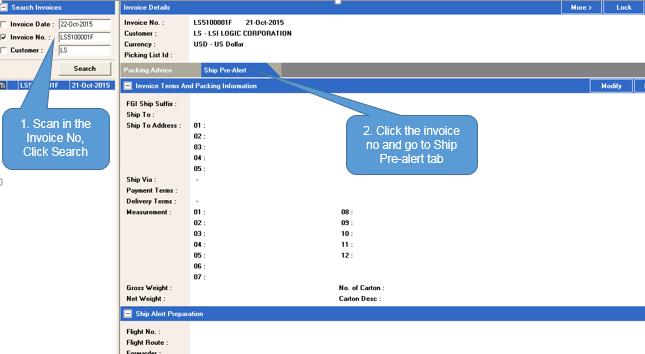 Search Invoices
Invoice Date : 22-Oct-2015
Invoice No. : LS5100001F
Customer : LS
Search
21-Oct-2015
1. Scan in the
Invoice No,
Click Search
Invoice Details
More >
Lock
Invoice No. : LS5100001F 21-Oct-2015
Customer : LS - LSI LOGIC CORPORATION
Currency : USD - US Dollar
Picking List Id :
Packing Advice
Ship Pre-Alert
Invoice Terms And Packing Information
Modify
FGI Ship Suffix :
Ship To :
Ship To Address : 01 :
02 :
03 :
04 :
05 :
2. Click the invoice
no and go to Ship
Pre-alert tab
Ship Via : -
Payment Terms :
Delivery Terms : -
Measurement : 01 : 08 :
02 : 09 :
03 : 10 :
04 : 11 :
05 : 12 :
06 :
07 :
Gross Weight : No. of Carton :
Net Weight : Carton Desc :
Ship Alert Preparation
Flight No. :
Flight Route :
Forwarder :